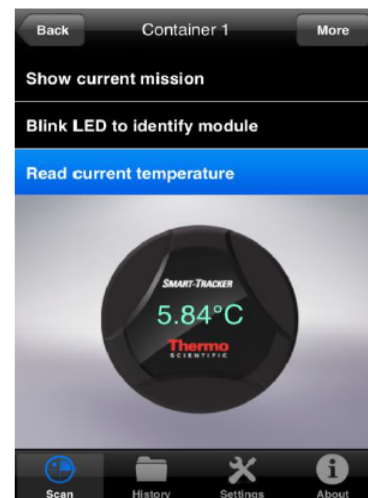 Back Container 1 More
Show current mission
Blink LED to identify module
Read current temperature
SMART-TRACKER
5.84°C
Thermo
SCIENTIFIC
Scan History Settings About